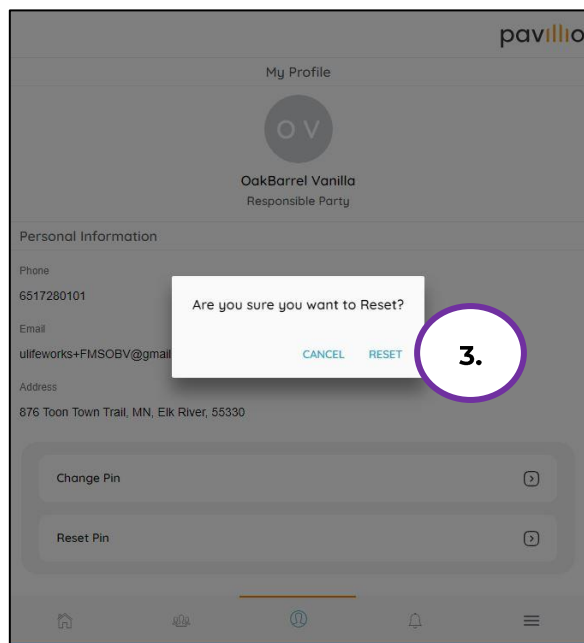 pavillio
My Profile
O V
OakBarrel Vanilla
Responsible Party
Personal Information
Phone
6517280101
Are you sure you want to Reset?
Email
ulifeworks+FMSOBV@gmail
CANCEL RESET
3.
Address
876 Toon Town Trail, MN, Elk River, 55330
Change Pin
Reset Pin